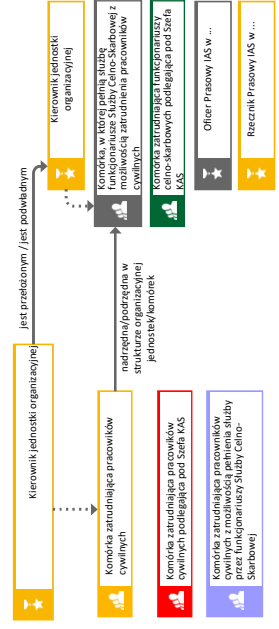 Kierownik jednostki organizacyjnej
jest przełożonym / jest podwładnym
Kierownik jednostki
organizacyjnej
Komórka zatrudniająca pracowików
cywilnych
nadrzędna/podrzędna w
strukturze organizacyjnej
jednostek/komórek
Komórka, w której pełnią służbę
funkcjonariusze Służby Celno-Skarbowej z
możliwością zatrudnienia pracowników
cywilnych
Komórka zatrudniająca pracowników
cywilnych podlegająca pod Szefa KAS
Komórka zatrudniająca funkcjonariuszy
celno-skarbowych podlegająca pod Szefa
KAS
Komórka zatrudniająca pracowników
cywilnych z możliwością pełnienia służby
przez funkcjonariuszy Służby Celno-
Skarbowej
Oficer Prasowy IAS w ...
Rzecznik Prasowy IAS w ...